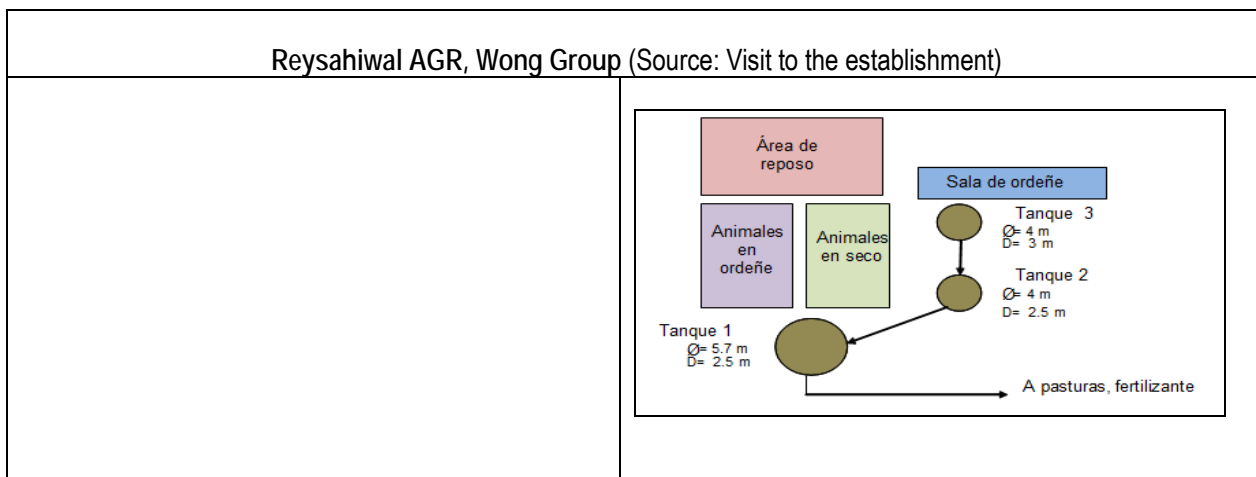 Reysahiwal AGR, Wong Group (Source: Visit to the establishment)
Área de
reposo
Sala de ordeñe
Animales
en
ordeñe
Animales
en seco
Tanque 3
Ø= 4 m
D= 3 m
Tanque 2
Ø= 4 m
D= 2.5 m
Tanque 1
Ø= 5.7 m
D= 2.5 m
A pasturas, fertilizante